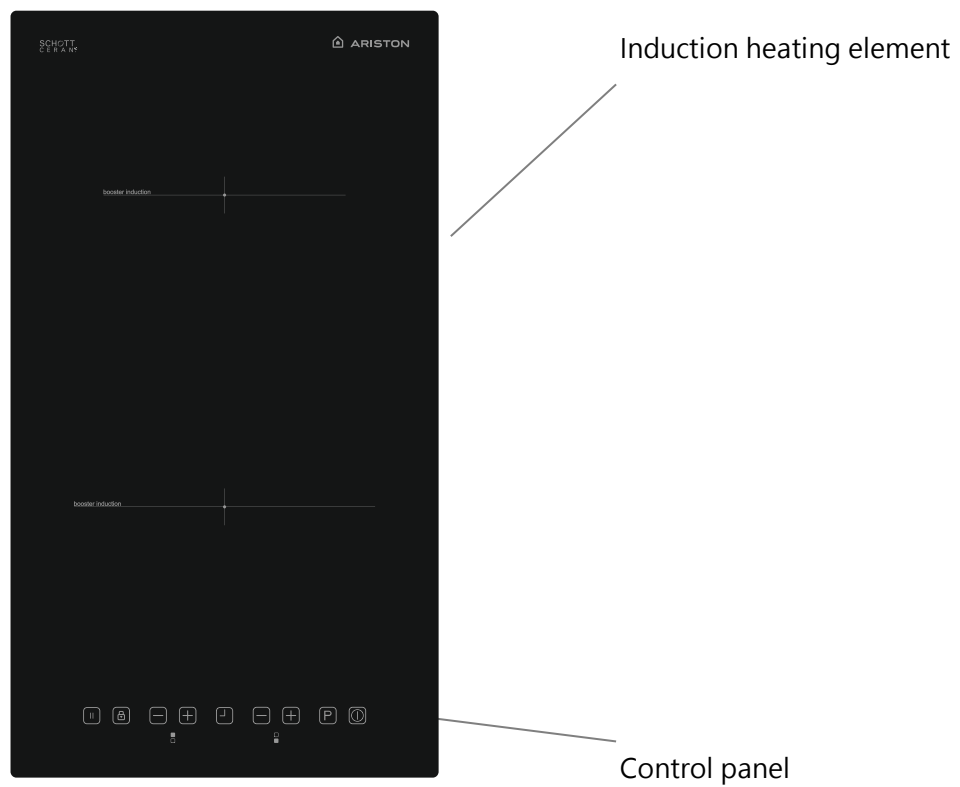 SCHOTT
CERAN
ARISTON
Induction heating element
booster induction
booster induction
P
Control panel